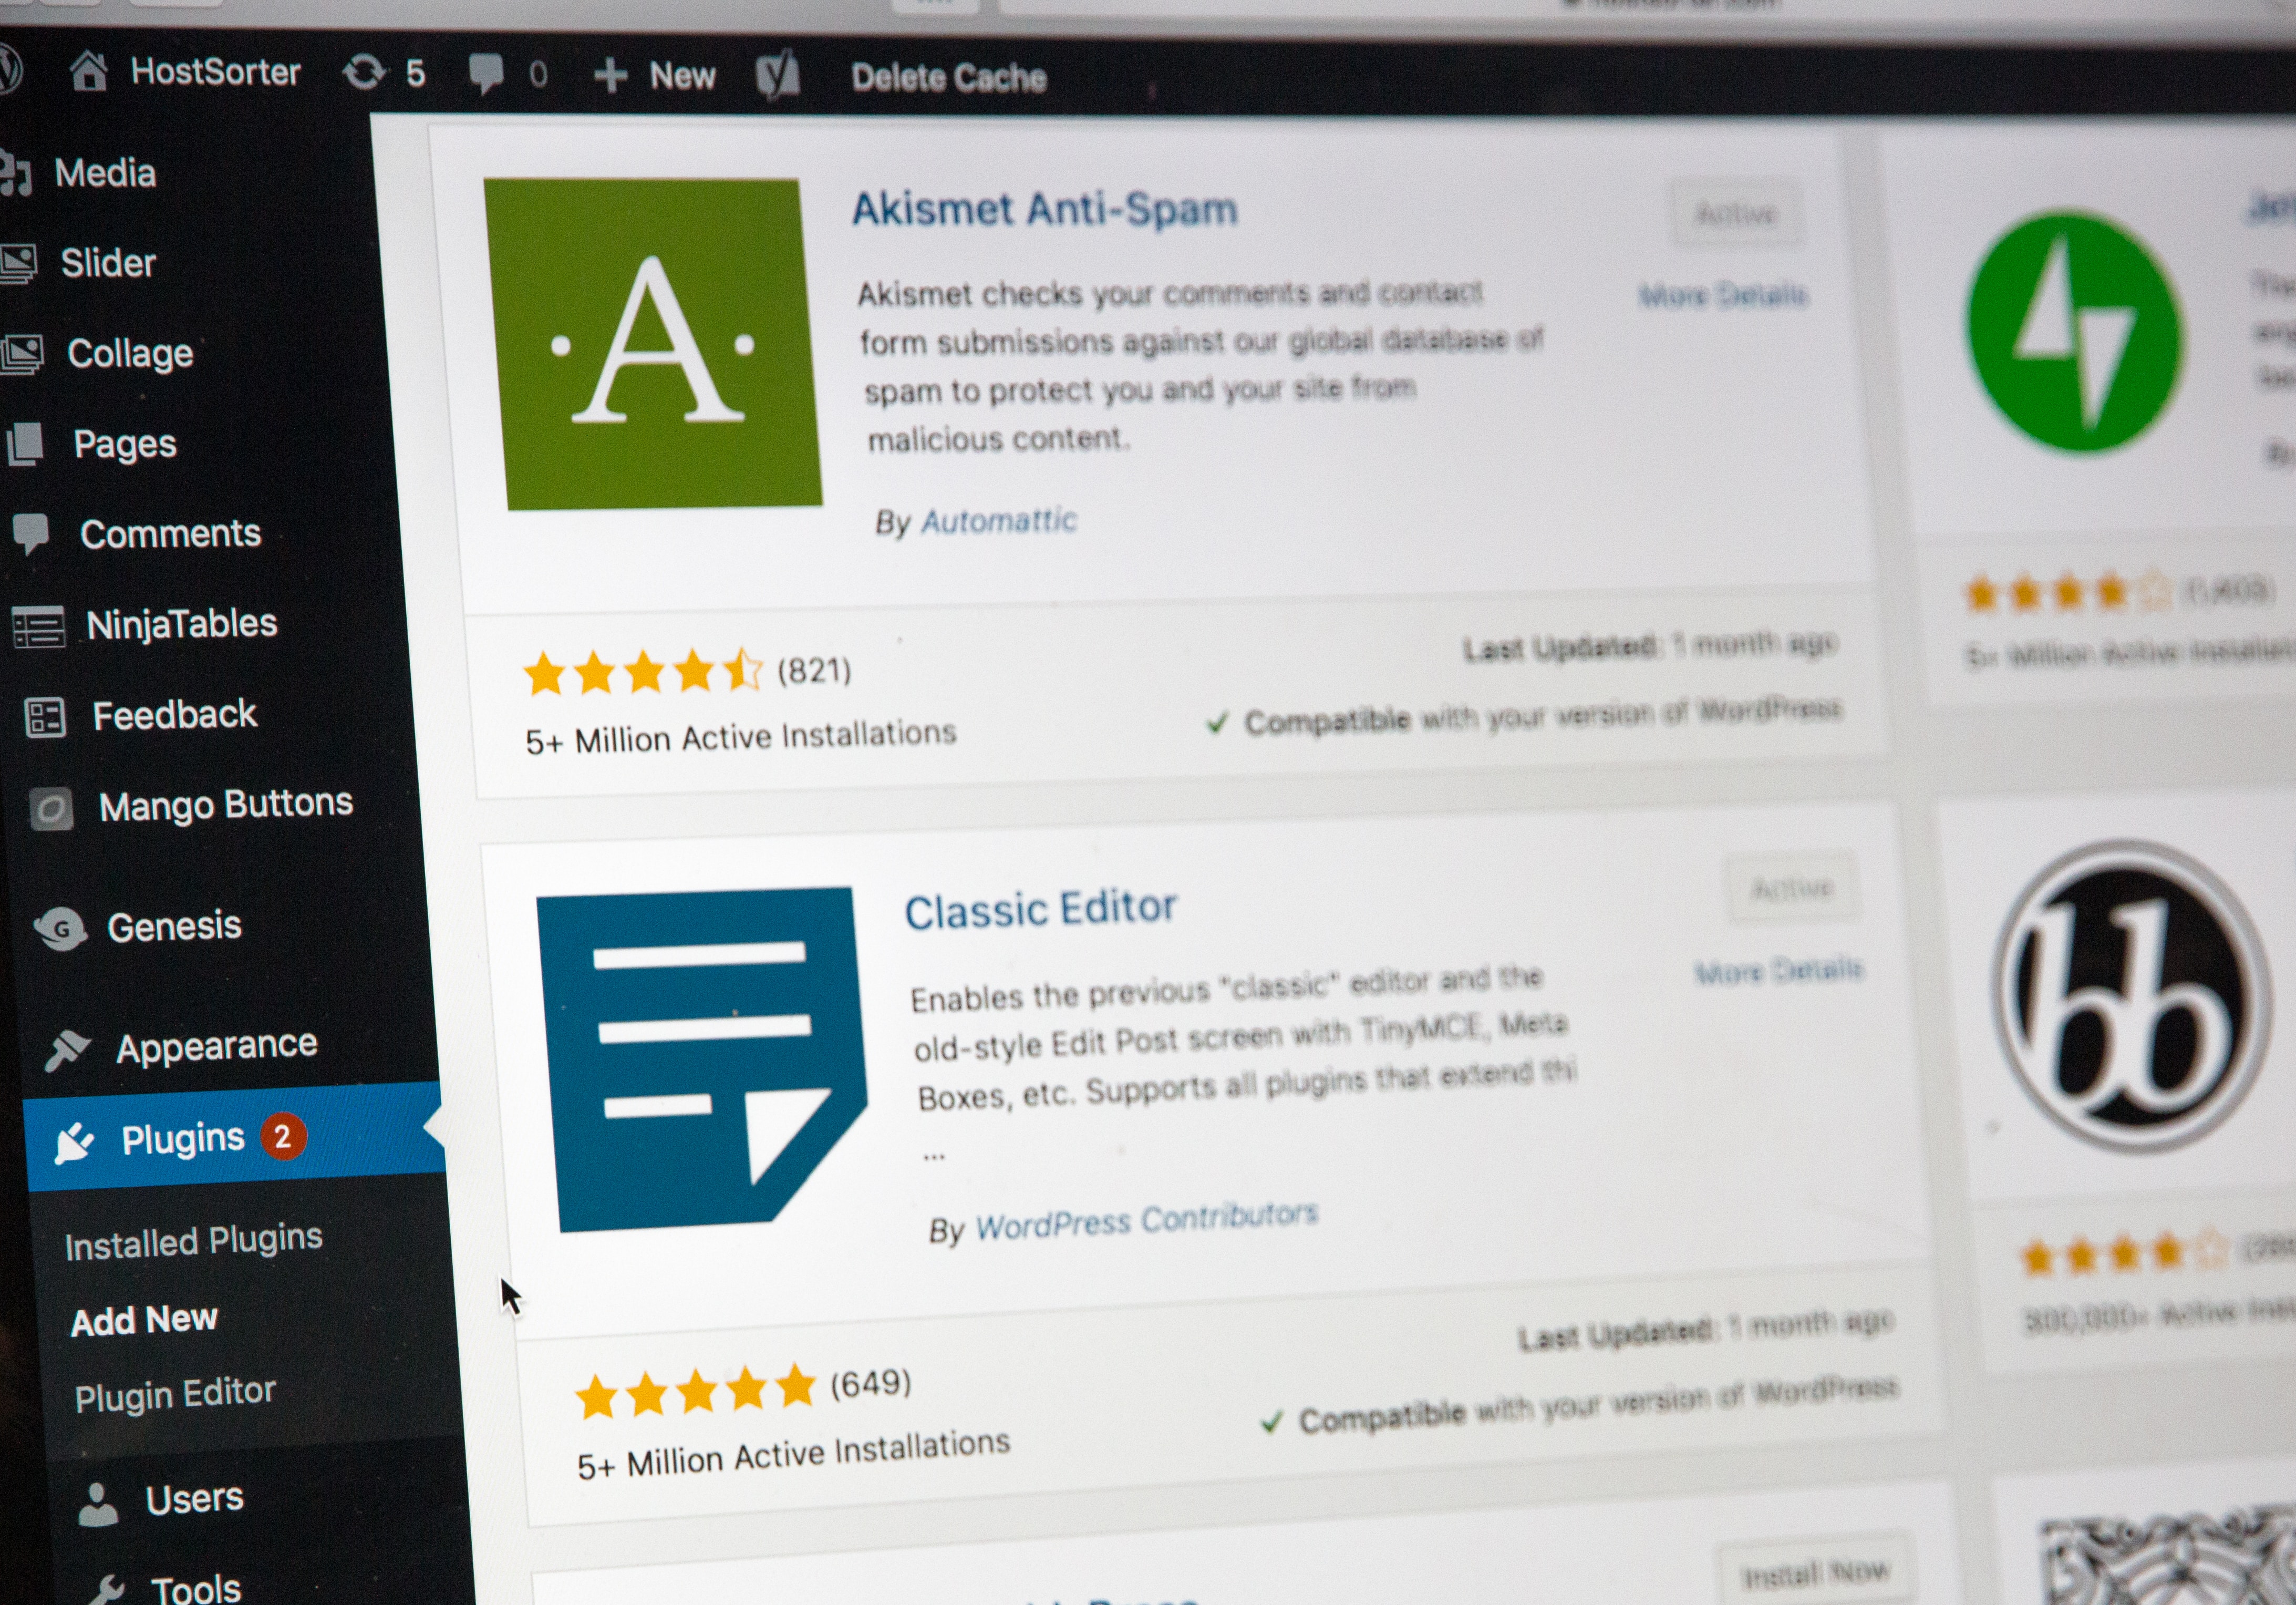 HostSorter 5 0 + New Delete Cache
Media
Slider
Collage
Pages
Comments
NinjaTables
Feedback
Mango Buttons
G
Genesis
Appearance
Plugins 2
Installed Plugins
Add New
Plugin Editor
Users
Tools
A
Akismet Anti-Spam
Active
More Details
Akismet checks your comments and contact
form submissions against our global database of
spam to protect you and your site from
malicious content.
By Automattic
(821)
5+ Million Active Installations
Last Updated: 1 month ago
Compatible with your version of WordPress
5+ Million Active
Classic Editor
Active
More Details
Enables the previous "classic" editor and the
old-style Edit Post screen with TinyMCE, Meta
Boxes, etc. Supports all plugins that extend thi
...
By WordPress Contributors
(649)
5+ Million Active Installations
Last Updated: 1 month ago
Compatible with your version of WordPress
bb
300,000+ Active
Install Now